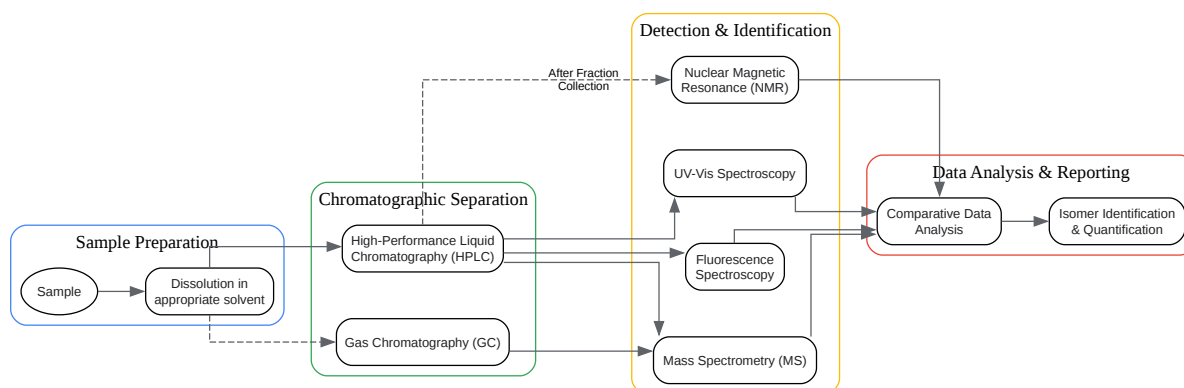 Sample Preparation
Sample
Dissolution in
appropriate solvent
Chromatographic Separation
High-Performance Liquid
Chromatography (HPLC)
Gas Chromatography (GC)
After Fraction
Collection
Detection & Identification
Nuclear Magnetic
Resonance (NMR)
UV-Vis Spectroscopy
Fluorescence
Spectroscopy
Mass Spectrometry (MS)
Data Analysis & Reporting
Comparative Data
Analysis
Isomer Identification
& Quantification